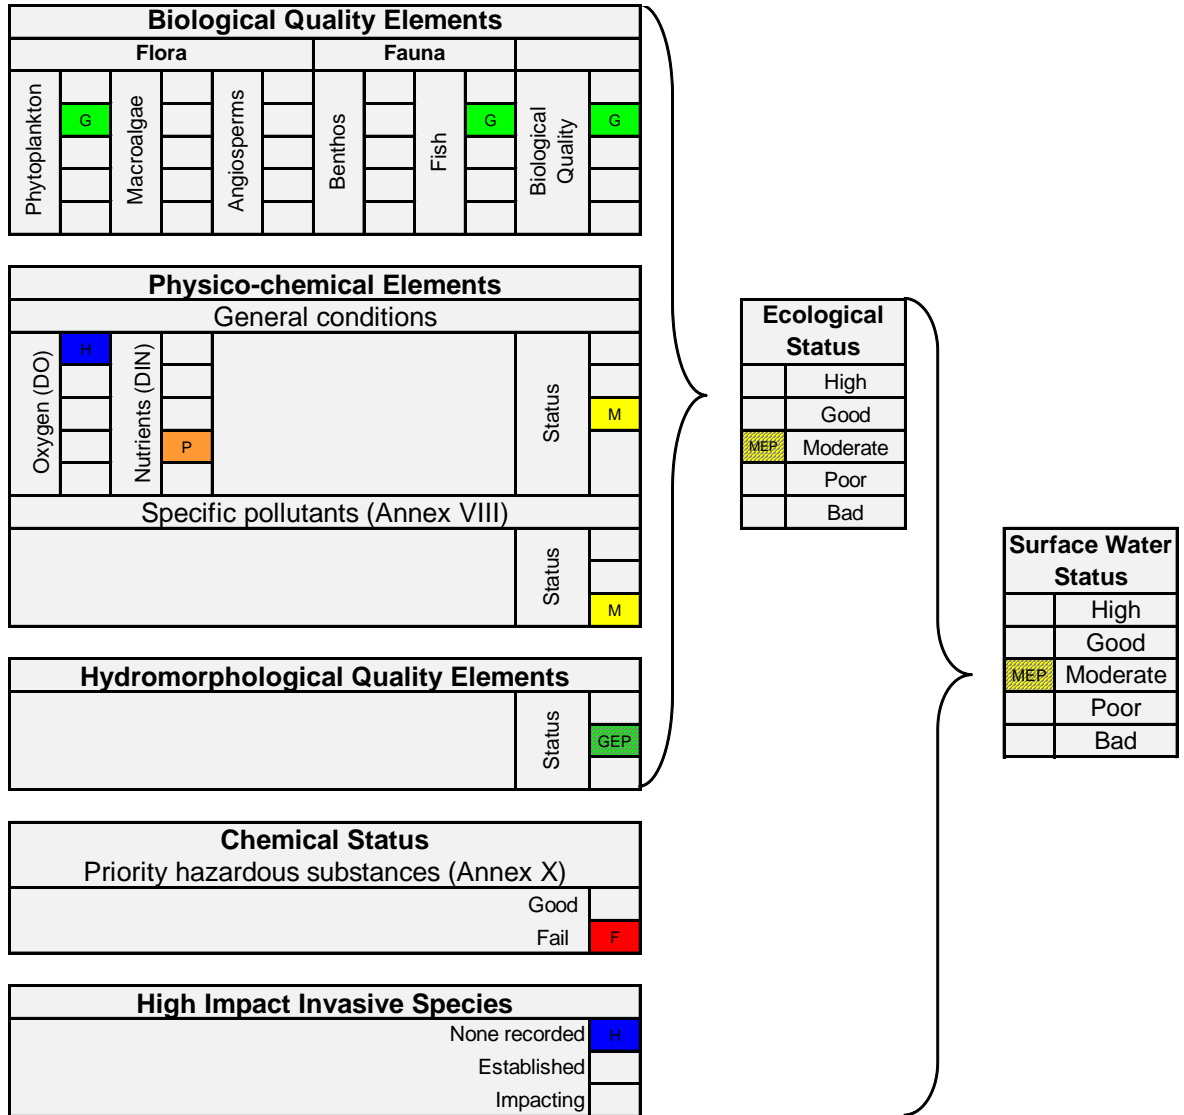 Biological Quality Elements
Flora
Fauna
Phytoplankton
G
Macroalgae
Angiosperms
Benthos
Fish
G
Biological
Quality
G
Physico-chemical Elements
General conditions
Oxygen (DO)
H
Nutrients (DIN)
P
Status
M
Specific pollutants (Annex VIII)
Status
M
Hydromorphological Quality Elements
Status
GEP
Chemical Status
Priority hazardous substances (Annex X)
Good
Fail F
High Impact Invasive Species
None recorded H
Established
Impacting
Ecological
Status
High
Good
MEP Moderate
Poor
Bad
Surface Water
Status
High
Good
MEP Moderate
Poor
Bad